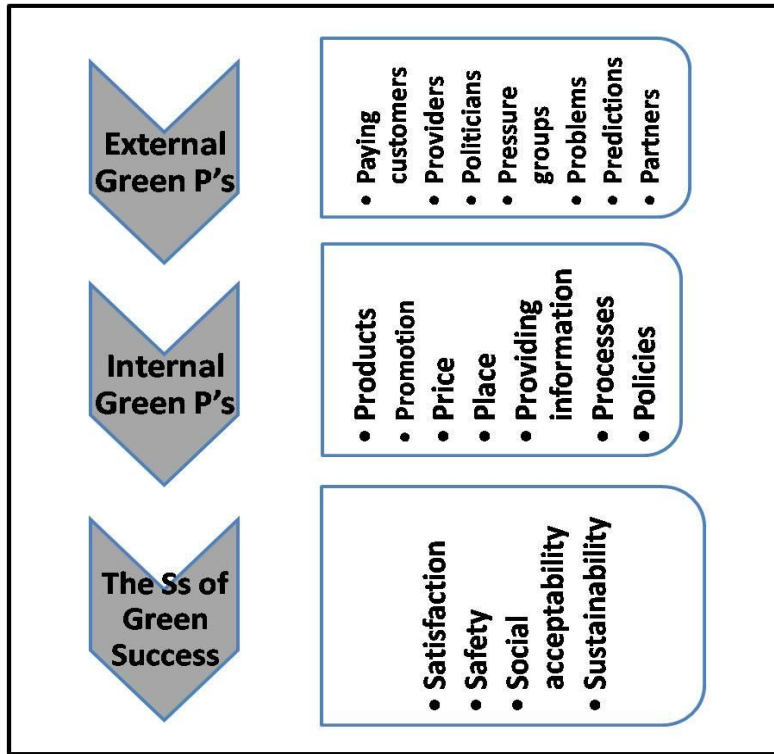 External
Green P's
• Paying
customers
• Providers
• Politicians
• Pressure
groups
• Problems
• Predictions
• Partners
Internal
Green P's
• Products
• Promotion
• Price
• Place
• Providing
information
• Processes
• Policies
The Ss of
Green
Success
• Satisfaction
• Safety
• Social
acceptability
• Sustainability